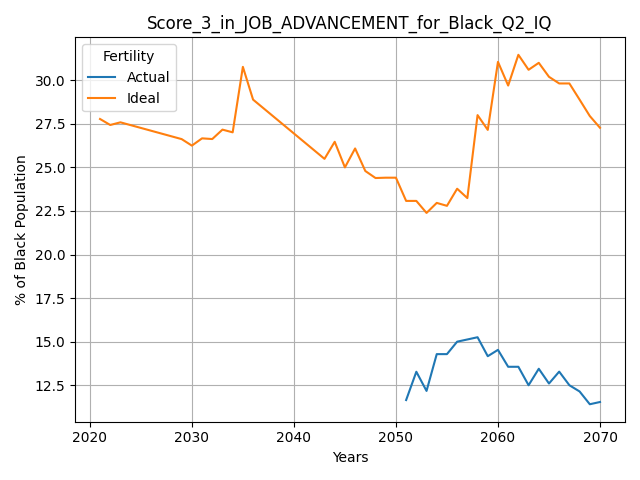 Score_3_in_JOB_ADVANCEMENT_for_Black_Q2_IQ
Fertility
Actual
Ideal
% of Black Population
30.0
27.5
25.0
22.5
20.0
17.5
15.0
12.5
2020 2030 2040 2050 2060 2070
Years